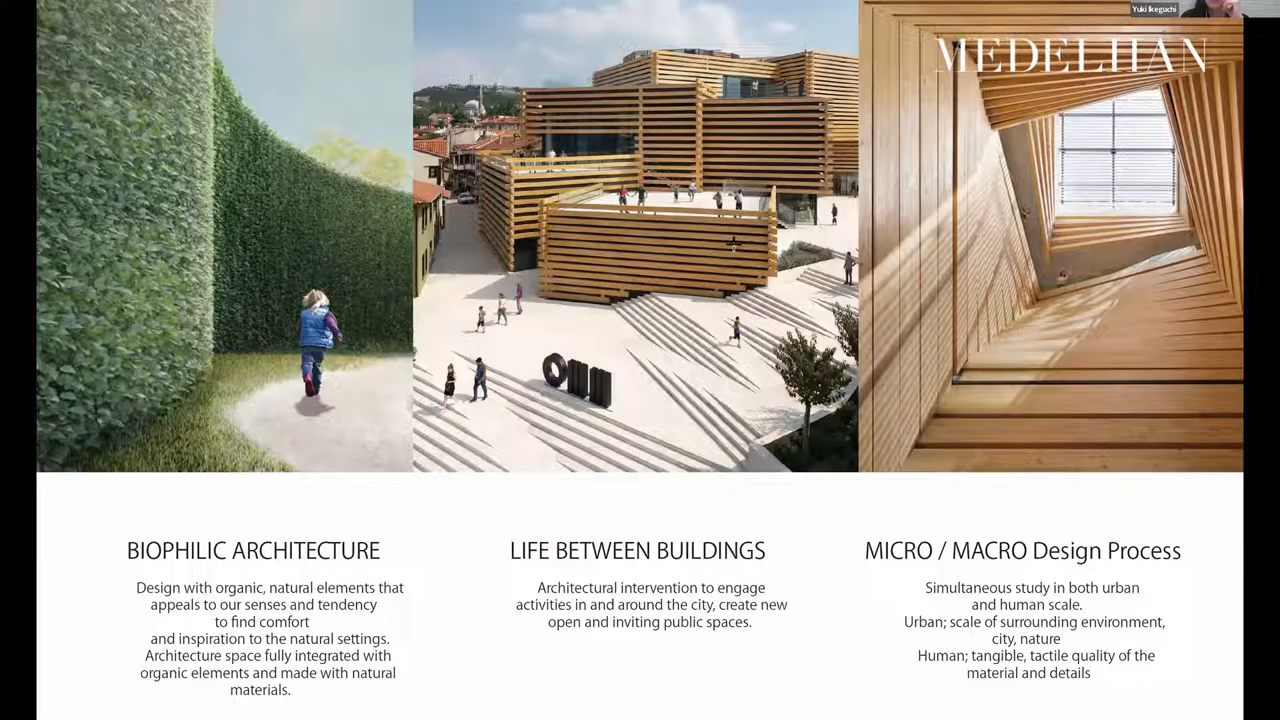 Yuki Ikeguchi
MEDELHAN
OMM
BIOPHILIC ARCHITECTURE
Design with organic, natural elements that
appeals to our senses and tendency
to find comfort
and inspiration to the natural settings.
Architecture space fully integrated with
organic elements and made with natural
materials.
LIFE BETWEEN BUILDINGS
Architectural intervention to engage
activities in and around the city, create new
open and inviting public spaces.
MICRO / MACRO Design Process
Simultaneous study in both urban
and human scale.
Urban; scale of surrounding environment,
city, nature
Human; tangible, tactile quality of the
material and details